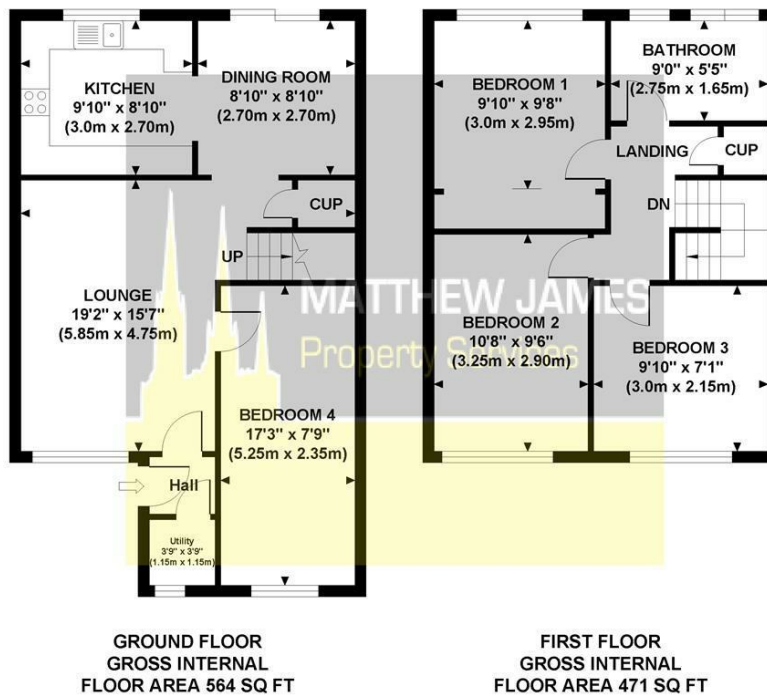 KITCHEN
9'10" x 8'10"
(3.0m x 2.70m)
DINING ROOM
8'10" x 8'10"
(2.70m x 2.70m)
CUP
UP
LOUNGE
19'2" x 15'7"
(5.85m x 4.75m)
BEDROOM 4
17'3" x 7'9"
(5.25m x 2.35m)
Hall
Utility
3'9" x 3'9"
(1.15m x 1.15m)
GROUND FLOOR
GROSS INTERNAL
FLOOR AREA 564 SQ FT
BEDROOM 1
9'10" x 9'8"
(3.0m x 2.95m)
BATHROOM
9'0" x 5'5"
(2.75m x 1.65m)
LANDING
CUP
DN
BEDROOM 2
10'8" x 9'6"
(3.25m x 2.90m)
BEDROOM 3
9'10" x 7'1"
(3.0m x 2.15m)
FIRST FLOOR
GROSS INTERNAL
FLOOR AREA 471 SQ FT
MATTHEW JAMES
Property Services